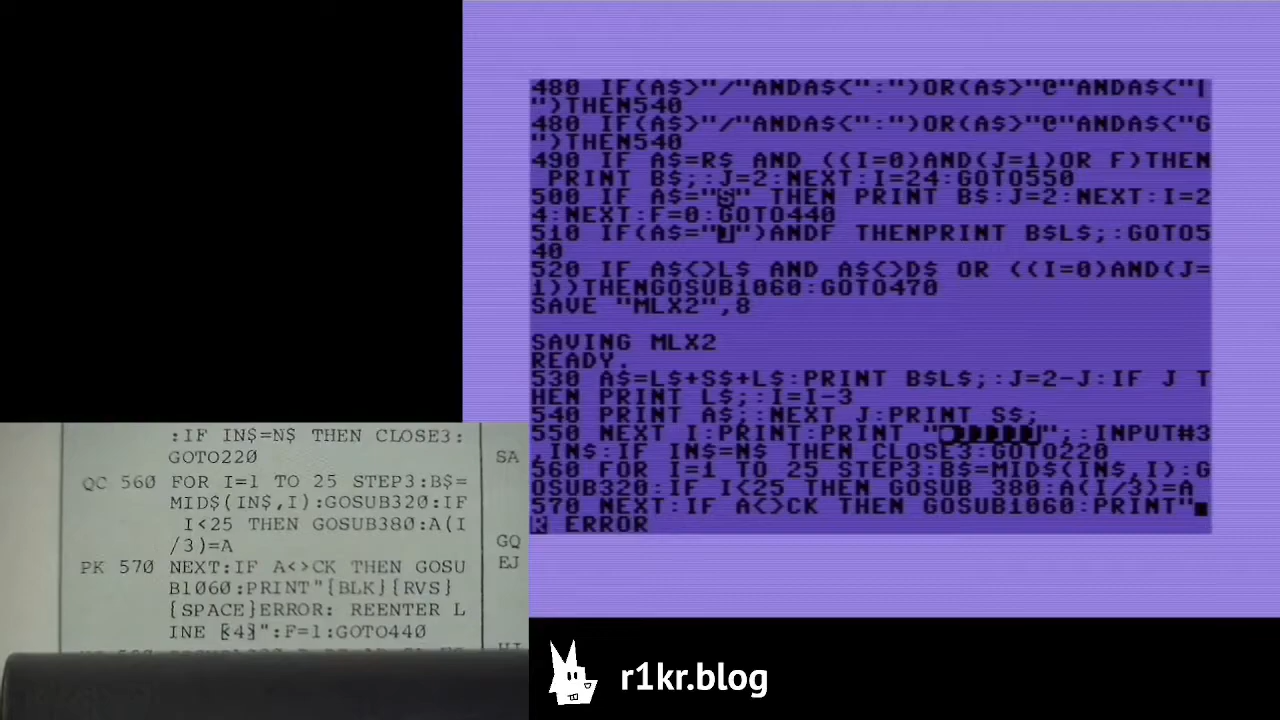 480 IF(A$>"/"ANDA$<":")OR(A$>"@"ANDA$<"[
")THEN540
480 IF(A$>"/"ANDA$<":")OR(A$>"@"ANDA$<"G
")THEN540
490 IF A$=R$ AND ((I=0)AND(J=1)OR F)THEN
PRINT B$;:J=2:NEXT:I=24:GOTO550
500 IF A$="S" THEN PRINT B$:J=2:NEXT:I=2
4:NEXT:F=0:GOTO440
510 IF(A$="]")ANDF THENPRINT B$L$;:GOTO5
40
520 IF A$<>L$ AND A$<>D$ OR ((I=0)AND(J=
1))THENGOSUB1060:GOTO470
SAVE "MLX2",8
SAVING MLX2
READY.
530 A$=L$+S$+L$:PRINT B$L$;:J=2-J:IF J T
HEN PRINT L$;:I=I-3
540 PRINT A$;:NEXT J:PRINT S$;
550 NEXT I:PRINT:PRINT "";:INPUT#3
,IN$:IF IN$=N$ THEN CLOSE3:GOTO220
560 FOR I=1 TO 25 STEP3:B$=MID$(IN$,I):G
OSUB320:IF I<25 THEN GOSUB 380:A(I/3)=A
570 NEXT:IF A<>CK THEN GOSUB1060:PRINT"
R ERROR
:IF IN$=N$ THEN CLOSE3:
GOTO220
QC 560 FOR I=1 TO 25 STEP3:B$=
MID$(IN$,I):GOSUB320:IF
I<25 THEN GOSUB380:A(I
/3)=A
PK 570 NEXT:IF A<>CK THEN GOSU
B1060:PRINT"{BLK}{RVS}
{SPACE}ERROR: REENTER L
INE [4]":F=1:GOTO440
SA
GQ
EJ
r1kr.blog